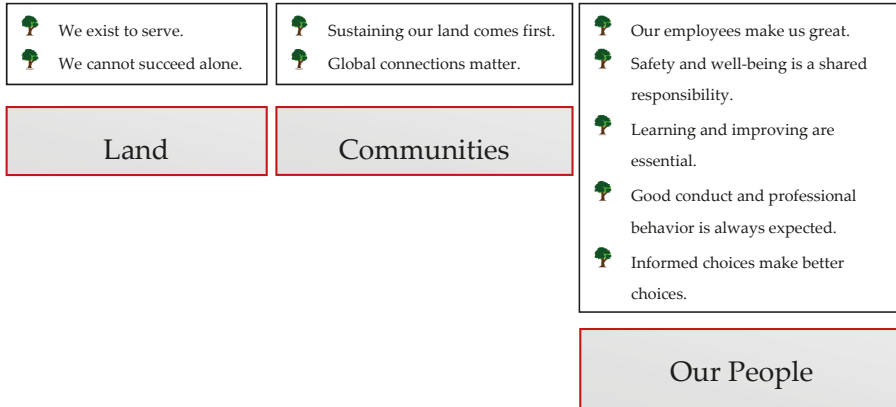 We exist to serve.
We cannot succeed alone.
Land
Sustaining our land comes first.
Global connections matter.
Communities
Our employees make us great.
Safety and well-being is a shared
responsibility.
Learning and improving are
essential.
Good conduct and professional
behavior is always expected.
Informed choices make better
choices.
Our People